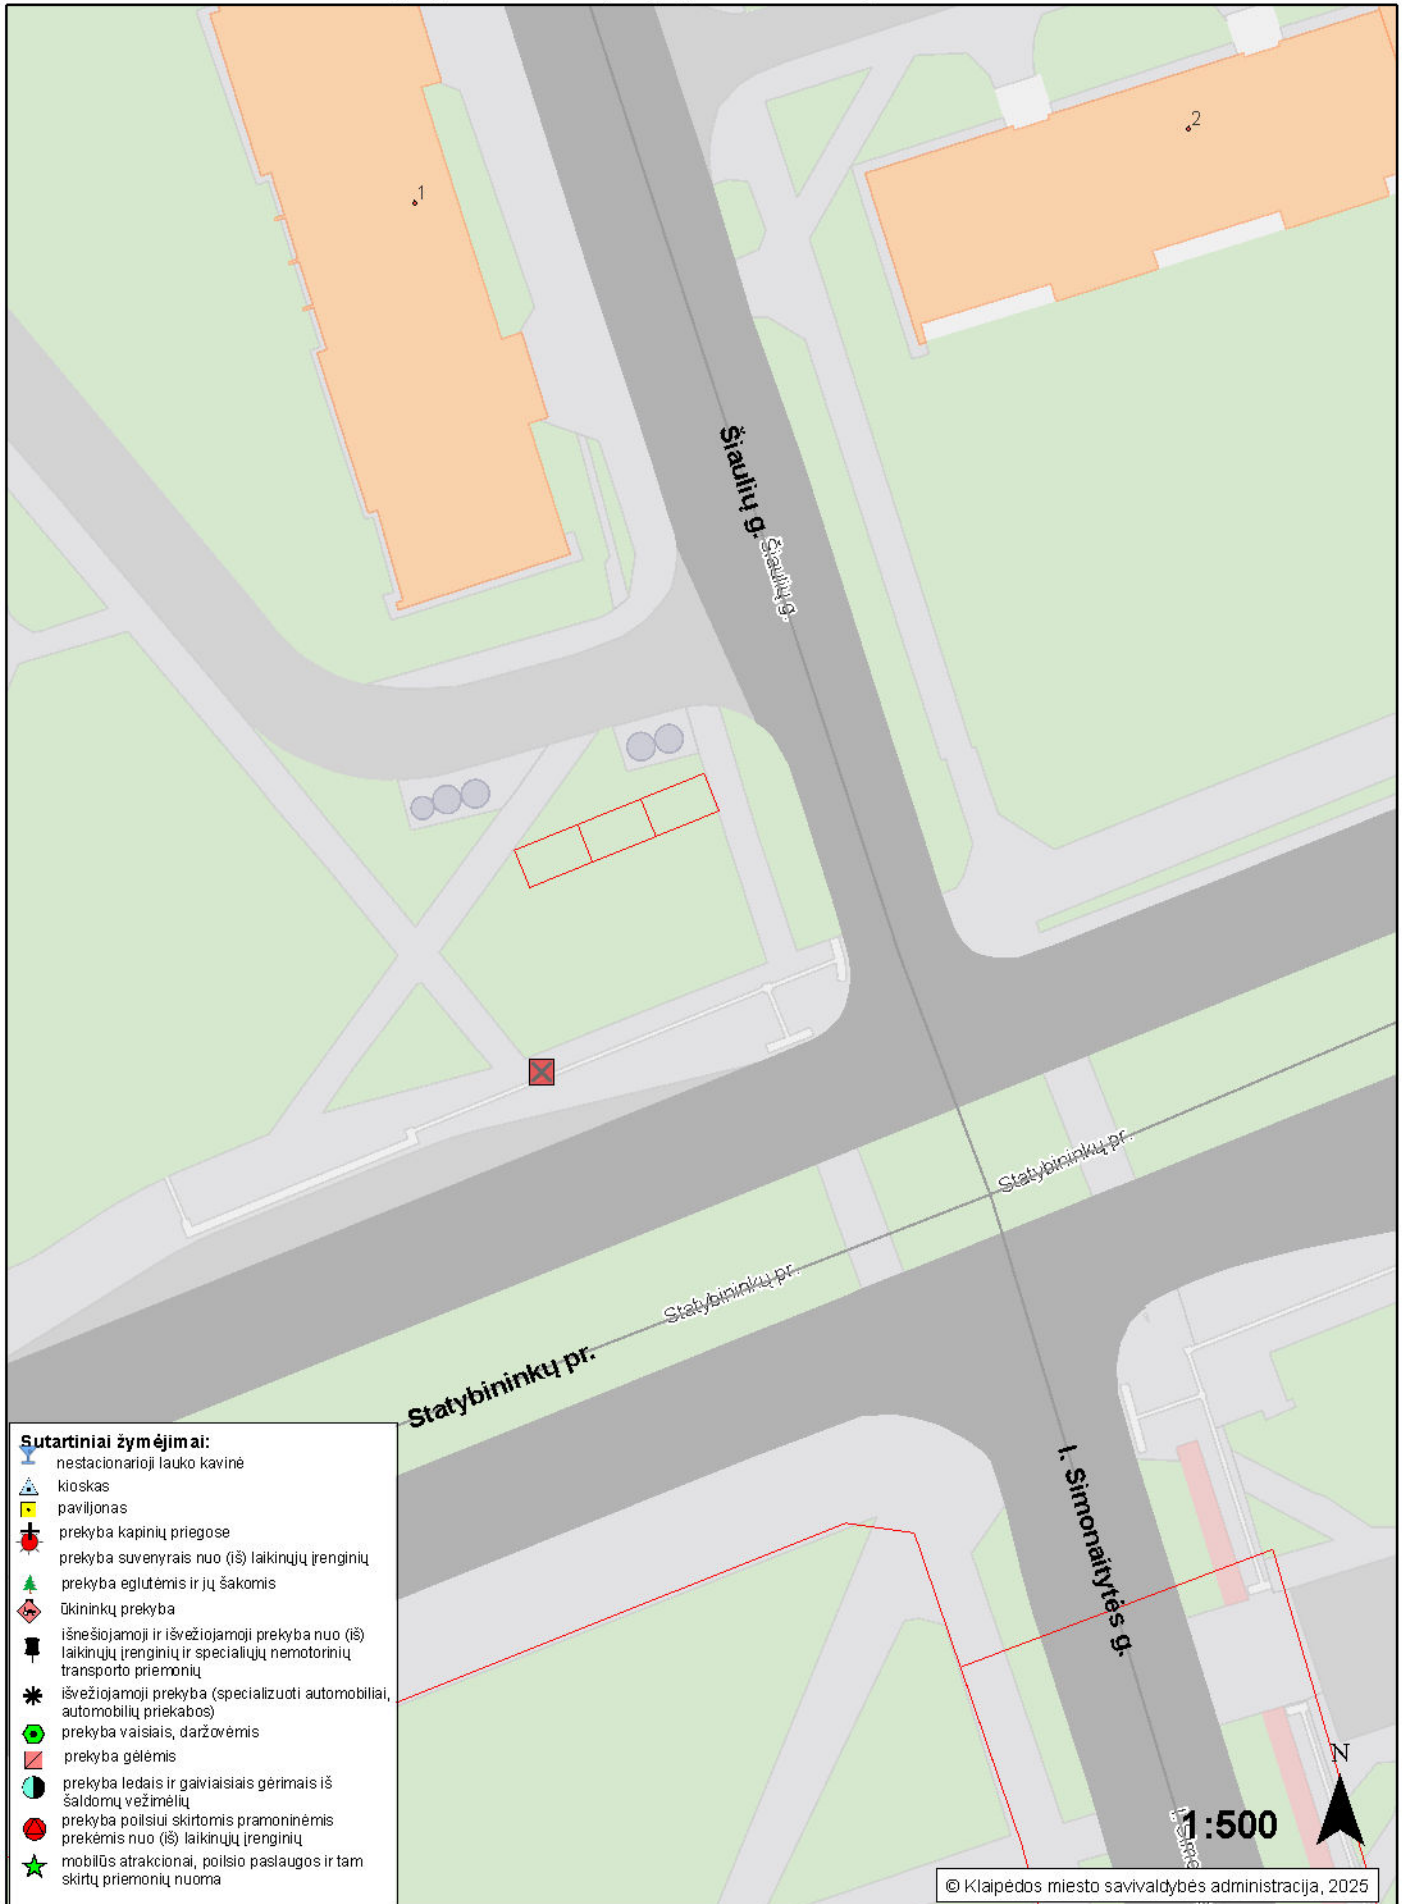 1
2
Šiaulių g.
Šiaulių g.
Statybininkų pr.
Statybininkų pr.
Statybininkų pr.
I. Simonaitytės g.
Sutartiniai žymėjimai:
nestacionarioji lauko kavinė
kioskas
paviljonas
prekyba kapinių priegose
prekyba suvenyrais nuo (iš) laikinųjų įrenginių
prekyba eglutėmis ir jų šakomis
ūkininkų prekyba
išnešiojamoji ir išvežiojamoji prekyba nuo (iš)
laikinųjų įrenginių ir specialiųjų nemotorinių
transporto priemonių
išvežiojamoji prekyba (specializuoti automobiliai,
automobilių priekabos)
prekyba vaisiais, daržovėmis
prekyba gėlėmis
prekyba ledais ir gaiviaisiais gėrimais iš
šaldomų vežimėlių
prekyba poilsiui skirtomis pramoninėmis
prekėmis nuo (iš) laikinųjų įrenginių
mobilūs atrakcionai, poilsio paslaugos ir tam
skirtų priemonių nuoma
N
1:500
© Klaipėdos miesto savivaldybės administracija, 2025